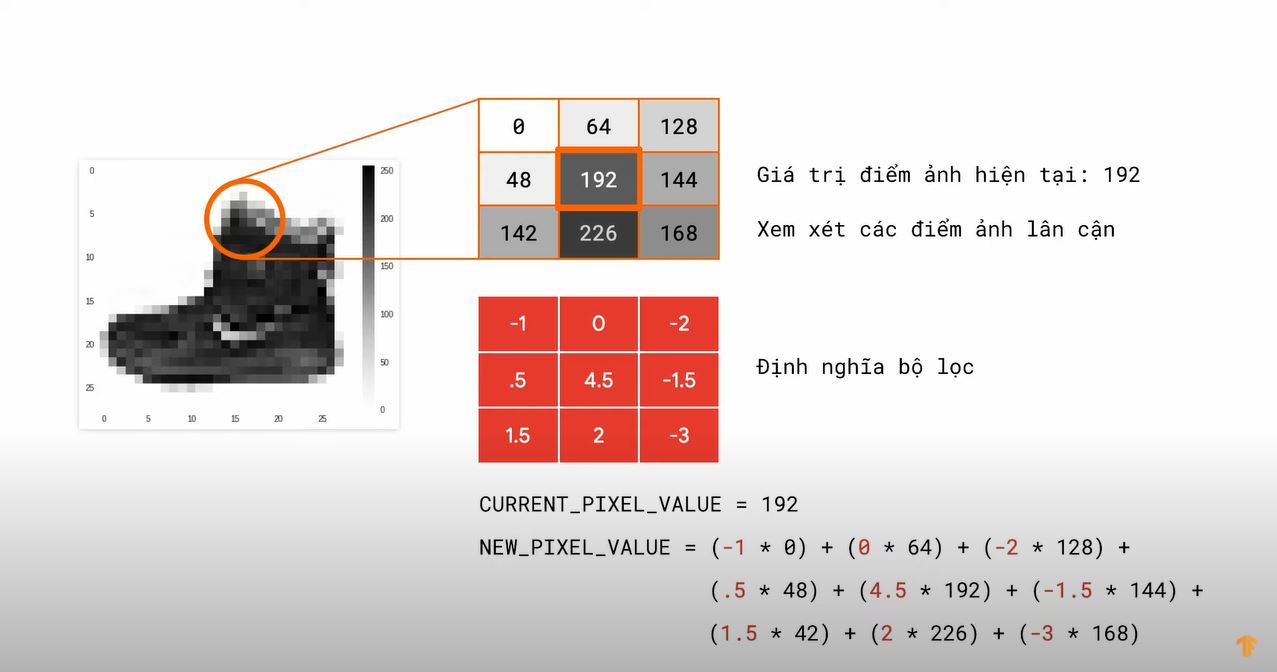 0 64 128
48 192 144
142 226 168
Giá trị điểm ảnh hiện tại: 192
Xem xét các điểm ảnh lân cận
0
5
10
15
20
25
0 5 10 15 20 25
250
200
150
100
50
0
-1 0 -2
.5 4.5 -1.5
1.5 2 -3
Định nghĩa bộ lọc
CURRENT_PIXEL_VALUE = 192
NEW_PIXEL_VALUE = (-1 * 0) + (0 * 64) + (-2 * 128) +
(.5 * 48) + (4.5 * 192) + (-1.5 * 144) +
(1.5 * 42) + (2 * 226) + (-3 * 168)